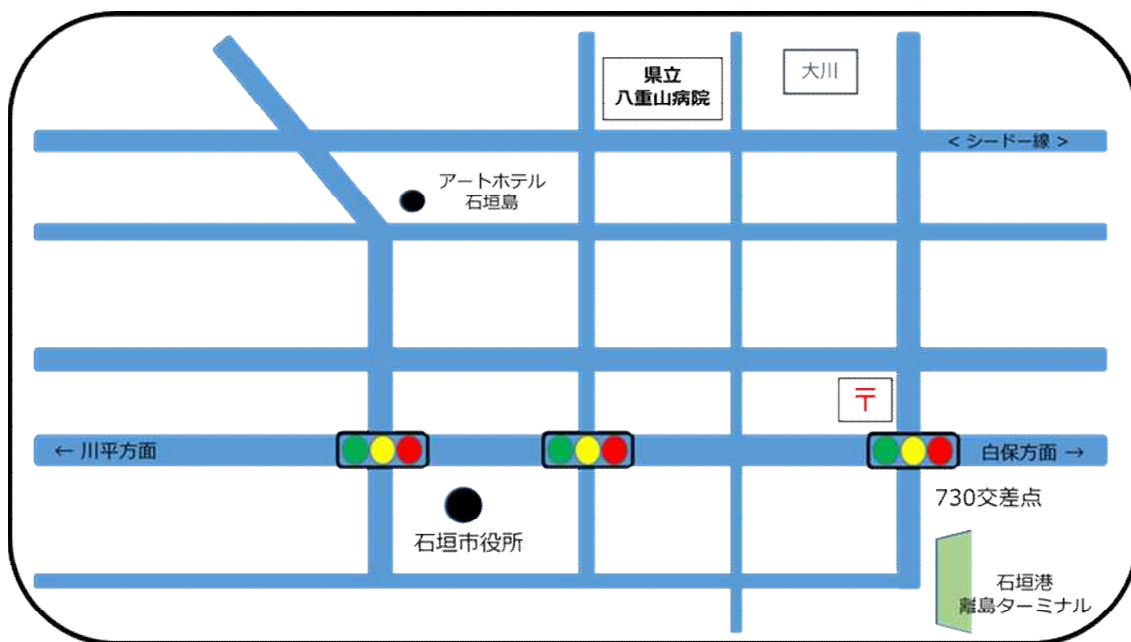 県立
八重山病院
大川
< シードー線 >
アートホテル
石垣島
〒
← 川平方面
白保方面 →
730交差点
石垣市役所
石垣港
離島ターミナル